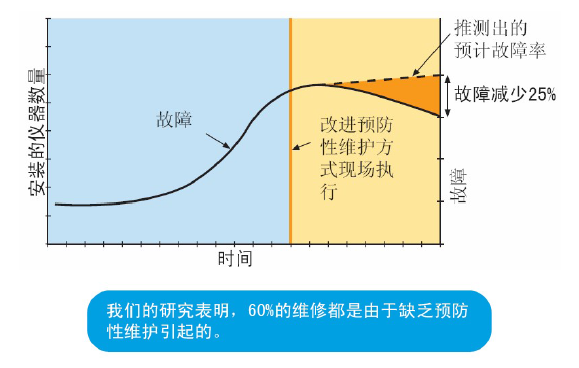 推测出的
预计故障率
安装的仪器数量
故障
故障减少25%
改进预防
性维护方
式现场执
行
故障
时间
我们的研究表明，60%的维修都是由于缺乏预防
性维护引起的。